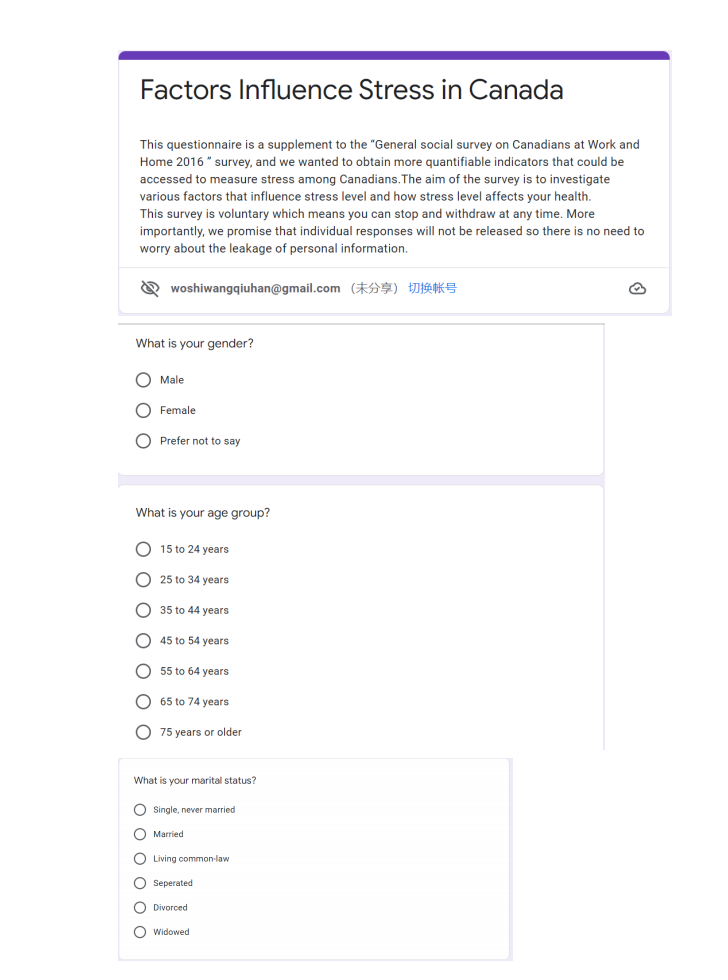 Factors Influence Stress in Canada
This questionnaire is a supplement to the “General social survey on Canadians at Work and
Home 2016 ” survey, and we wanted to obtain more quantifiable indicators that could be
accessed to measure stress among Canadians.The aim of the survey is to investigate
various factors that influence stress level and how stress level affects your health.
This survey is voluntary which means you can stop and withdraw at any time. More
importantly, we promise that individual responses will not be released so there is no need to
worry about the leakage of personal information.
woshiwangqiuhan@gmail.com （未分享） 切换帐号
What is your gender?
Male
Female
Prefer not to say
What is your age group?
15 to 24 years
25 to 34 years
35 to 44 years
45 to 54 years
55 to 64 years
65 to 74 years
75 years or older
What is your marital status?
Single, never married
Married
Living common-law
Seperated
Divorced
Widowed